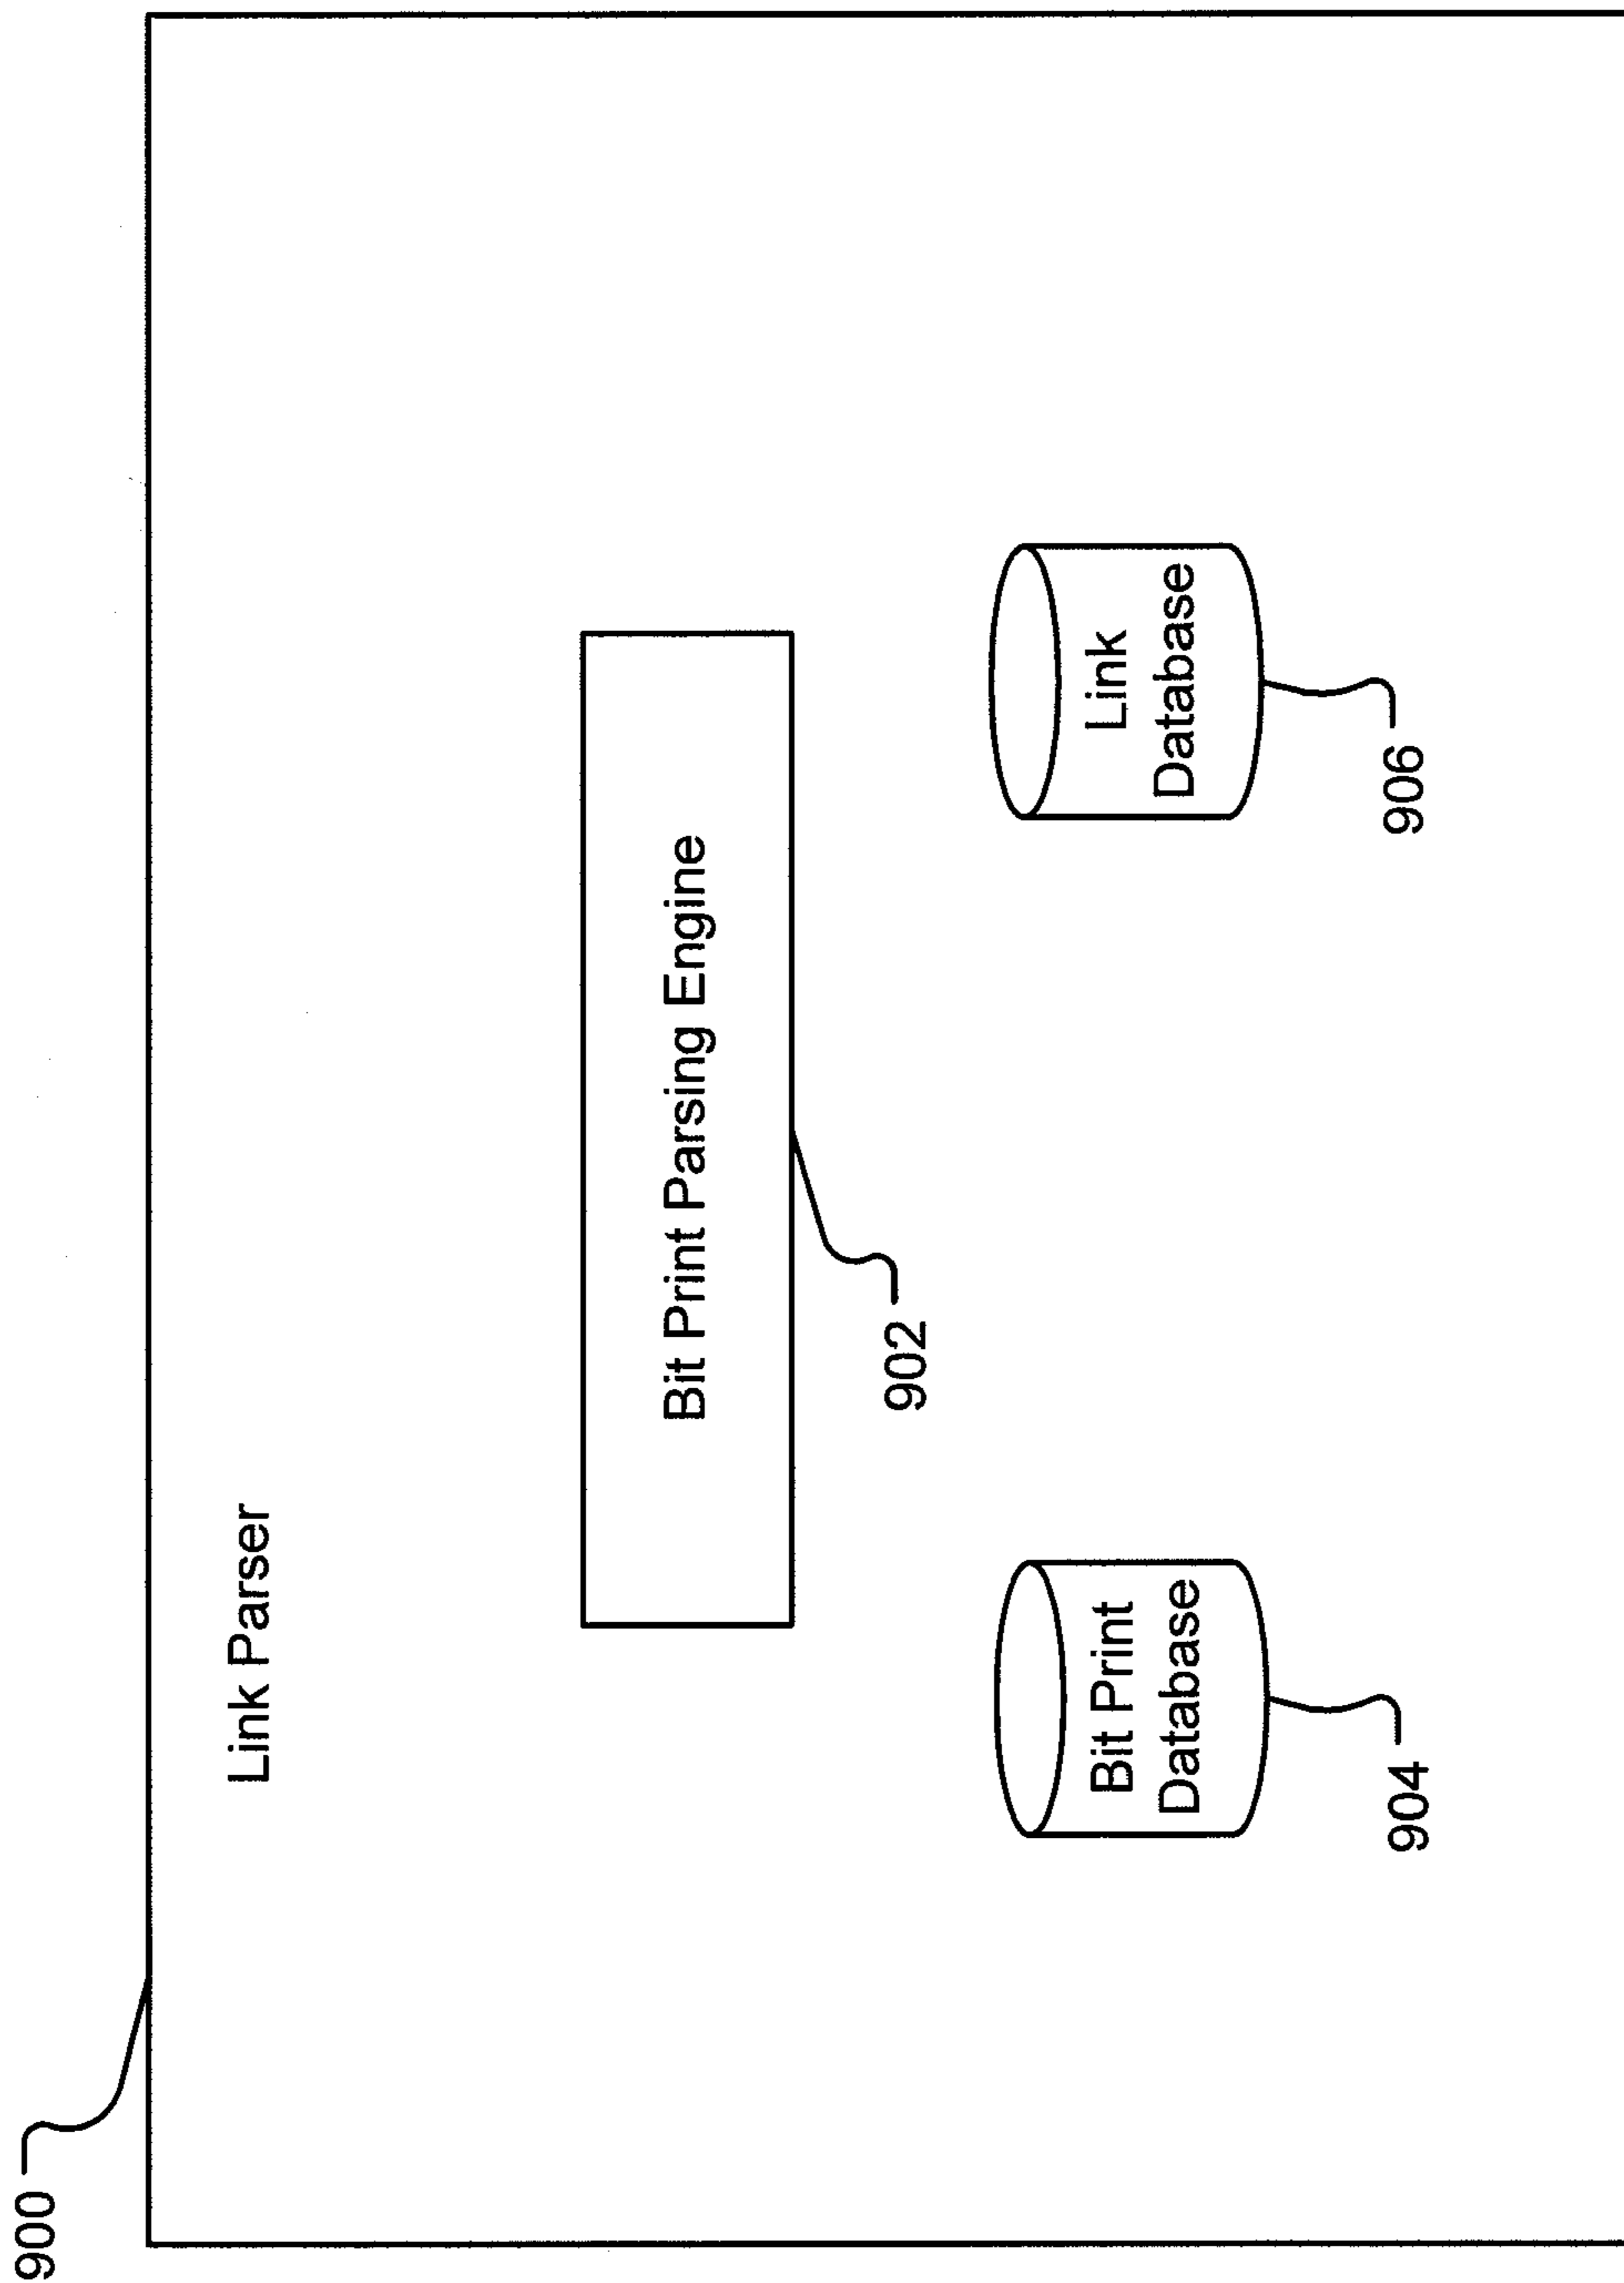 900
Link Parser
Bit Print Parsing Engine
902
Bit Print
Database
904
Link
Database
906